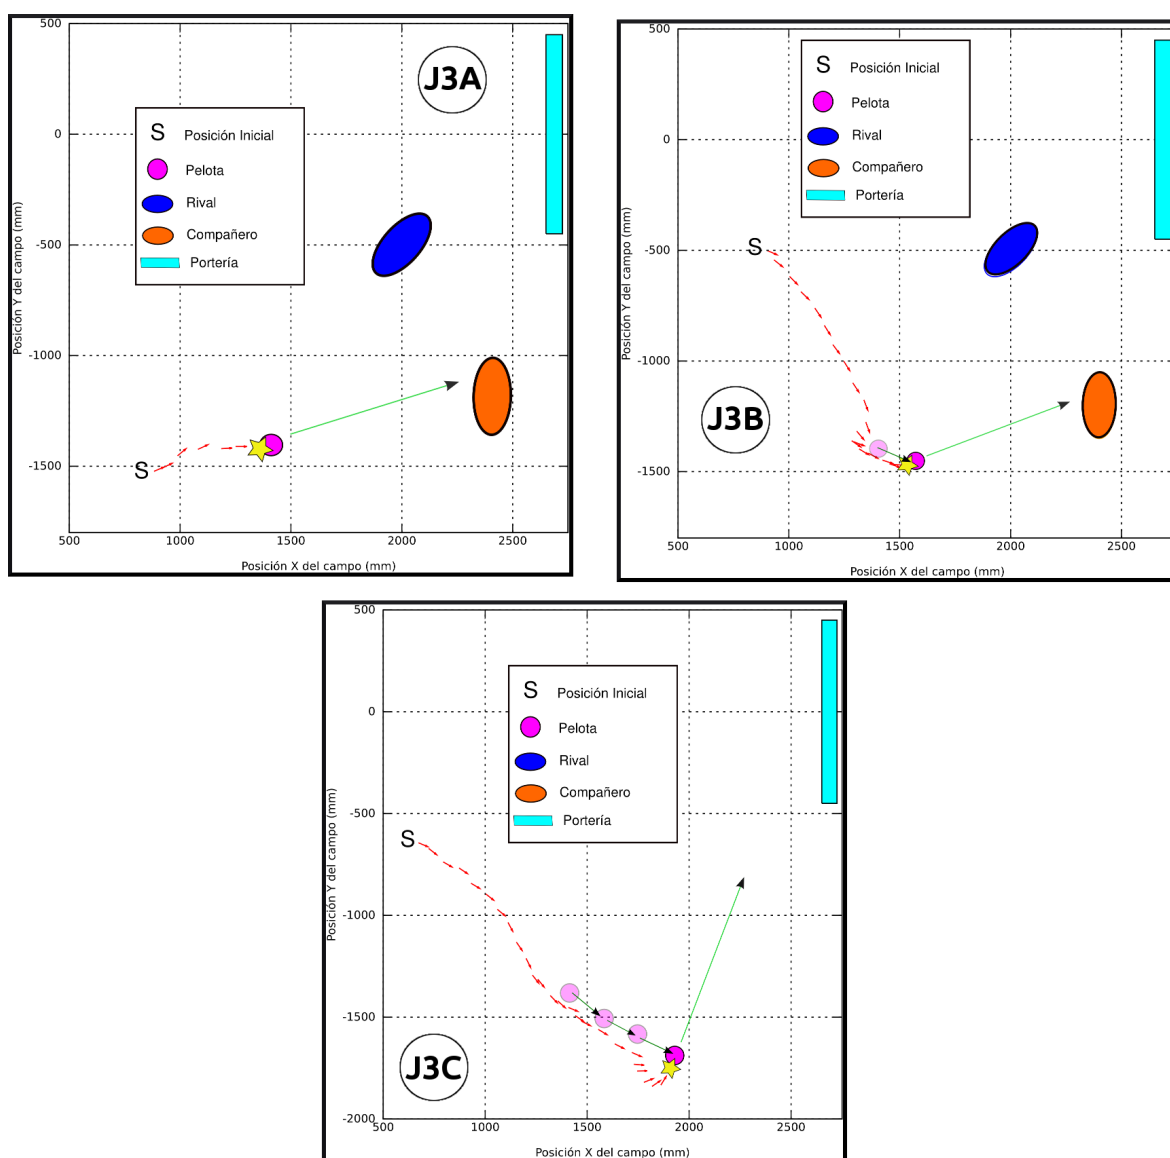 500
0
-500
-1000
-1500
500
1000
1500
2000
2500
Posición X del campo (mm)
Posición Y del campo (mm)
J3A
S Posición Inicial
Pelota
Rival
Compañero
Portería
S
500
0
-500
-1000
-1500
500
1000
1500
2000
2500
Posición X del campo (mm)
Posición Y del campo (mm)
S Posición Inicial
Pelota
Rival
Compañero
Portería
S
J3B
500
0
-500
-1000
-1500
-2000
500
1000
1500
2000
2500
Posición X del campo (mm)
Posición Y del campo (mm)
S Posición Inicial
Pelota
Rival
Compañero
Portería
S
J3C